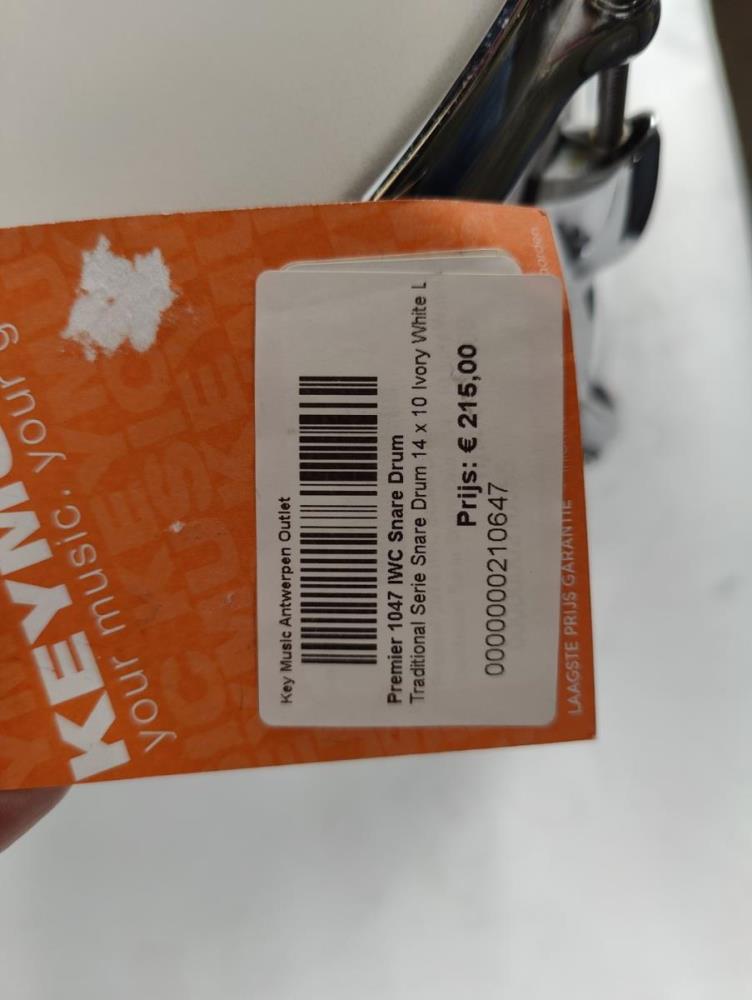 KEYMU
your music. your g
Key Music Antwerpen Outlet
Premier 1047 IWC Snare Drum
Traditional Serie Snare Drum 14 x 10 Ivory White L
Prijs: € 215,00
0000000210647
LAAGSTE PRIJS GARANTIE